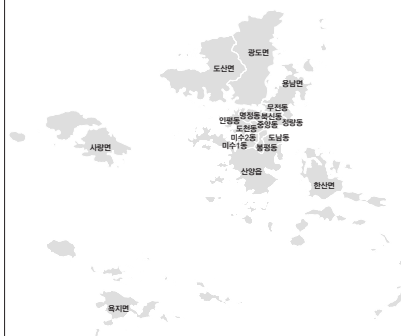 광도면
도산면
용남면
무전동
명정동 북신동
인평동 정량동
중앙동
도천동
미수2동 도남동
미수1동 봉평동
사량면
산양읍
한산면
욕지면